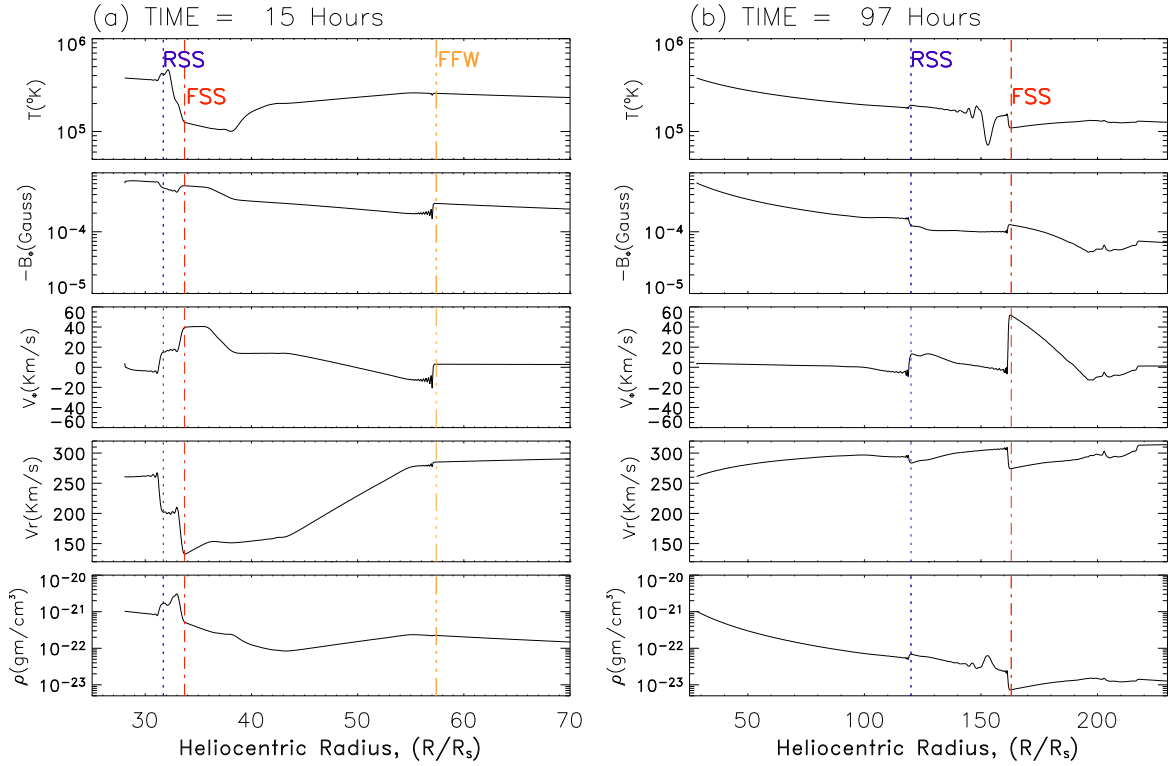 (a) TIME =   15 Hours
(b) TIME =   97 Hours
T(°K)
10⁶
10⁵
RSS
FSS
FFW
T(°K)
10⁶
10⁵
RSS
FSS
−B_Φ(Gauss)
10⁻⁴
10⁻⁵
−B_Φ(Gauss)
10⁻⁴
10⁻⁵
V_Φ(Km/s)
60
40
20
0
−20
−40
−60
V_Φ(Km/s)
60
40
20
0
−20
−40
−60
Vr(Km/s)
300
250
200
150
Vr(Km/s)
300
250
200
150
ρ(gm/cm³)
10⁻²⁰
10⁻²¹
10⁻²²
10⁻²³
ρ(gm/cm³)
10⁻²⁰
10⁻²¹
10⁻²²
10⁻²³
30 40 50 60 70
50 100 150 200
Heliocentric Radius, (R/Rₛ)
Heliocentric Radius, (R/Rₛ)